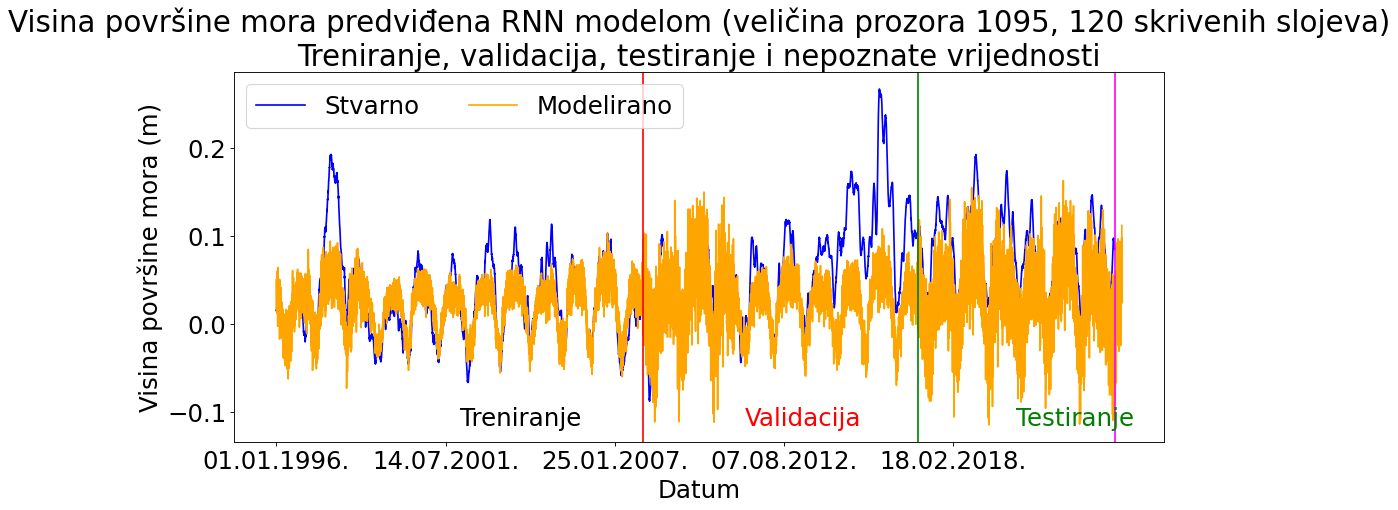 Visina površine mora predviđena RNN modelom (veličina prozora 1095, 120 skrivenih slojeva)
Treniranje, validacija, testiranje i nepoznate vrijednosti
Stvarno Modelirano
Visina površine mora (m)
0.2
0.1
0.0
−0.1
Treniranje Validacija Testiranje
01.01.1996. 14.07.2001. 25.01.2007. 07.08.2012. 18.02.2018.
Datum